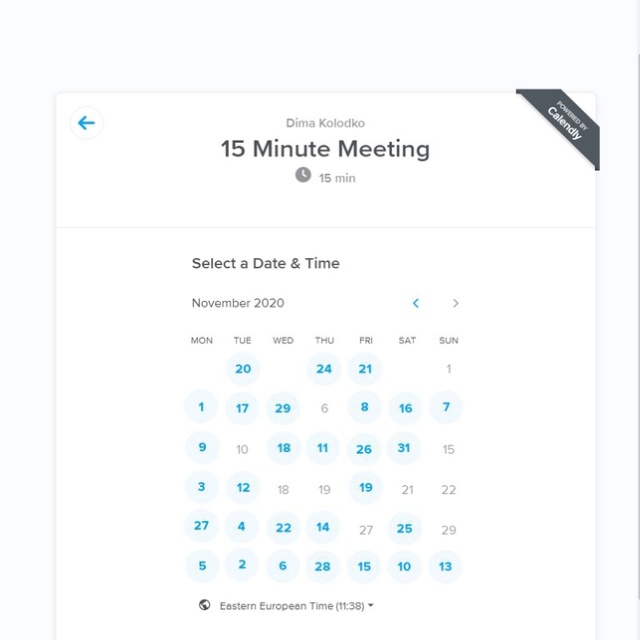 POWERED BY
Calendly
Dima Kolodko
15 Minute Meeting
15 min
Select a Date & Time
November 2020
MON TUE WED THU FRI SAT SUN
20 24 21 1
1 17 29 6 8 16 7
9 10 18 11 26 31 15
3 12 18 19 19 21 22
27 4 22 14 27 25 29
5 2 6 28 15 10 13
Eastern European Time (11:38)